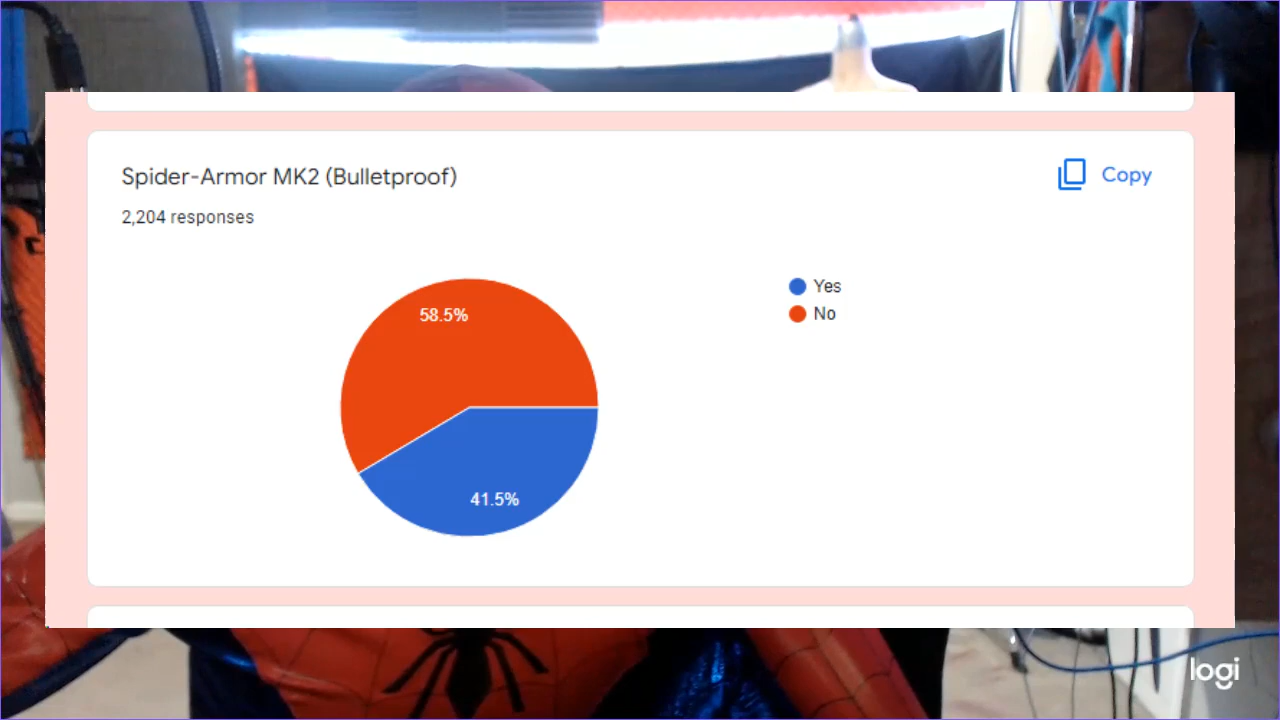 Spider-Armor MK2 (Bulletproof)
Copy
2,204 responses
Yes
No
58.5%
41.5%
logi